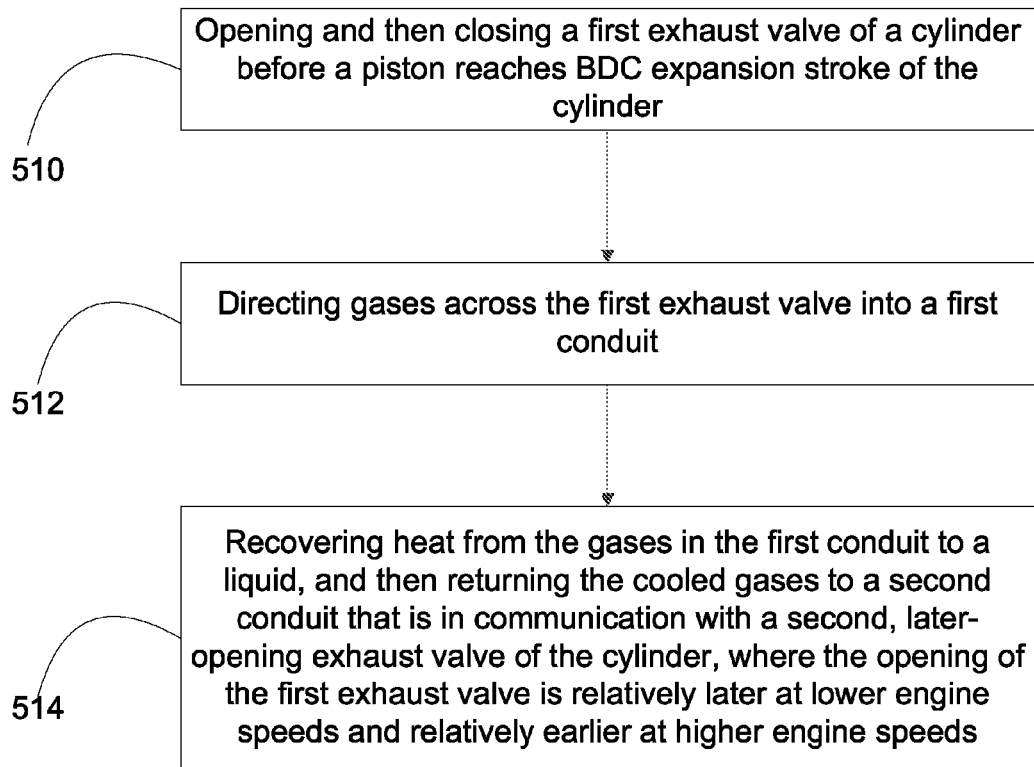 Opening and then closing a first exhaust valve of a cylinder
before a piston reaches BDC expansion stroke of the
cylinder
510
Directing gases across the first exhaust valve into a first
conduit
512
Recovering heat from the gases in the first conduit to a
liquid, and then returning the cooled gases to a second
conduit that is in communication with a second, later-
opening exhaust valve of the cylinder, where the opening of
the first exhaust valve is relatively later at lower engine
speeds and relatively earlier at higher engine speeds
514